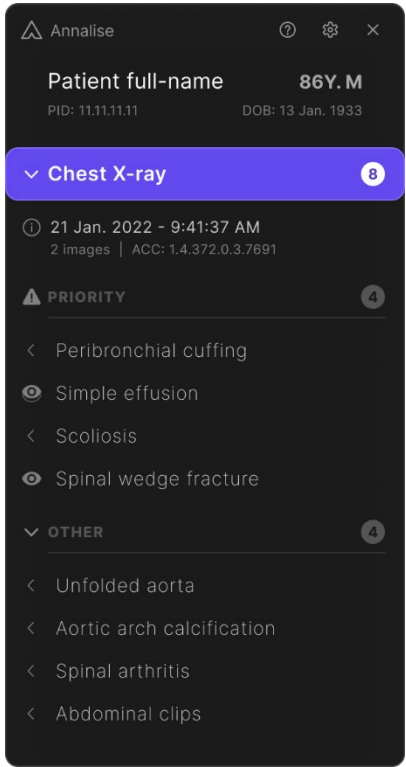 Annalise
Patient full-name 86Y. M
PID: 11.11.11.11 DOB: 13 Jan. 1933
Chest X-ray 8
21 Jan. 2022 - 9:41:37 AM
2 images | ACC: 1.4.372.0.3.7691
PRIORITY 4
Peribronchial cuffing
Simple effusion
Scoliosis
Spinal wedge fracture
OTHER 4
Unfolded aorta
Aortic arch calcification
Spinal arthritis
Abdominal clips